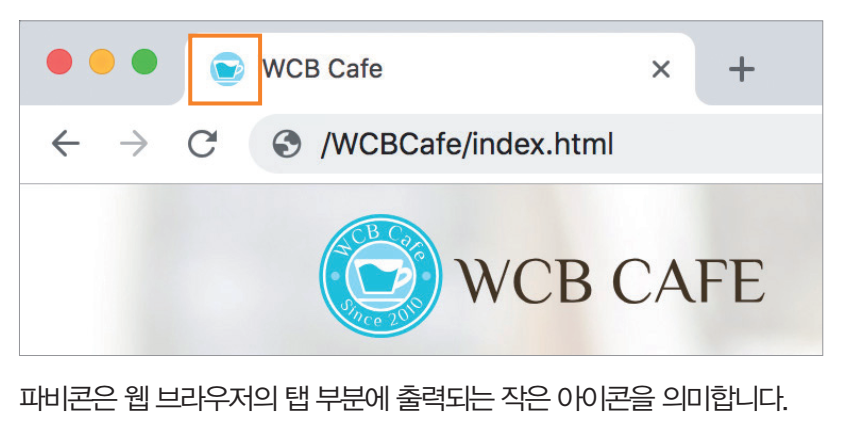 WCB Cafe
/WCBCafe/index.html
WCB Cafe
Since 2010
WCB CAFE
파비콘은 웹 브라우저의 탭 부분에 출력되는 작은 아이콘을 의미합니다.